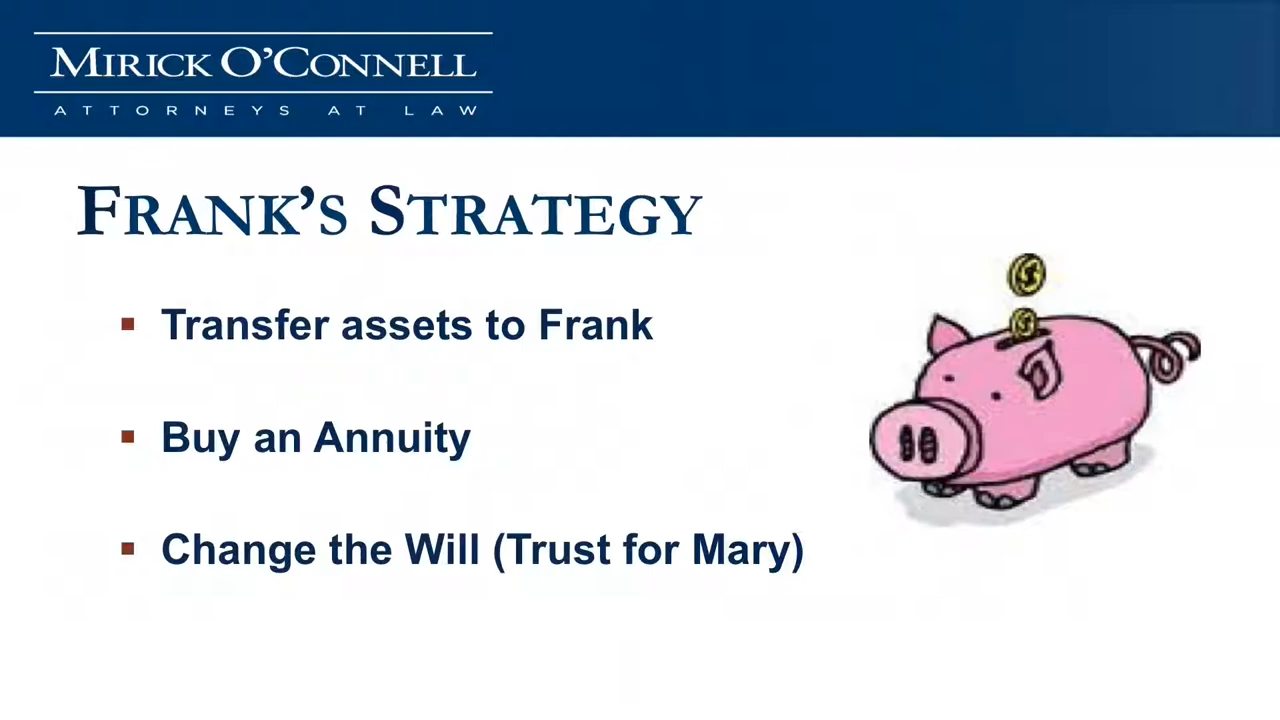 MIRICK O'CONNELL
ATTORNEYS AT LAW
FRANK'S STRATEGY
▪ Transfer assets to Frank
▪ Buy an Annuity
▪ Change the Will (Trust for Mary)